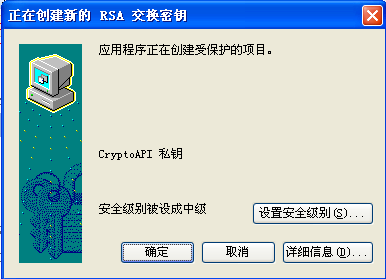 正在创建新的 RSA 交换密钥
应用程序正在创建受保护的项目。
CryptoAPI 私钥
安全级别被设成中级
设置安全级别(S)...
确定
取消
详细信息(D)...